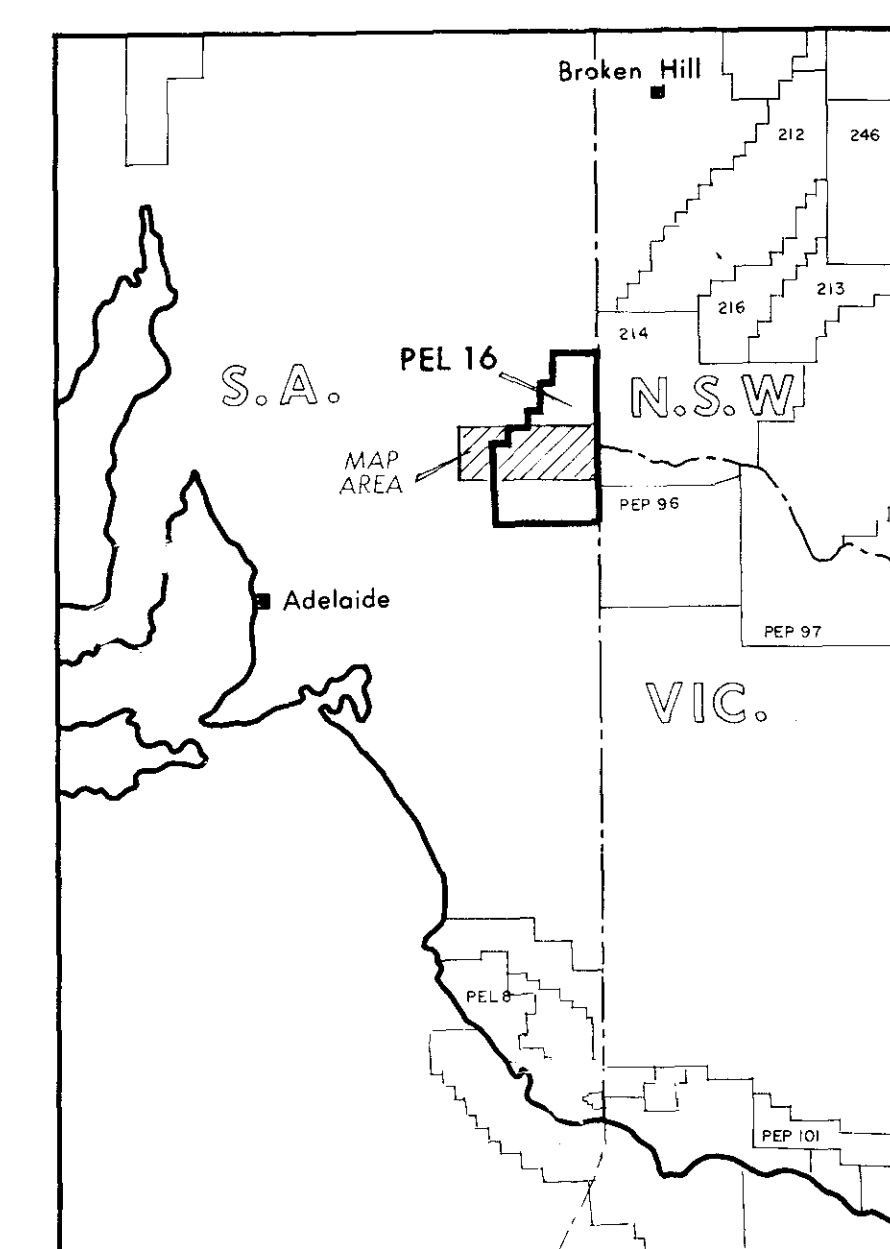 Broken Hill
212
246
213
216
214
PEL 16
S.A.
N.S.W
MAP
AREA
PEP 96
Adelaide
PEP 97
VIC.
PEL 8
PEP 101